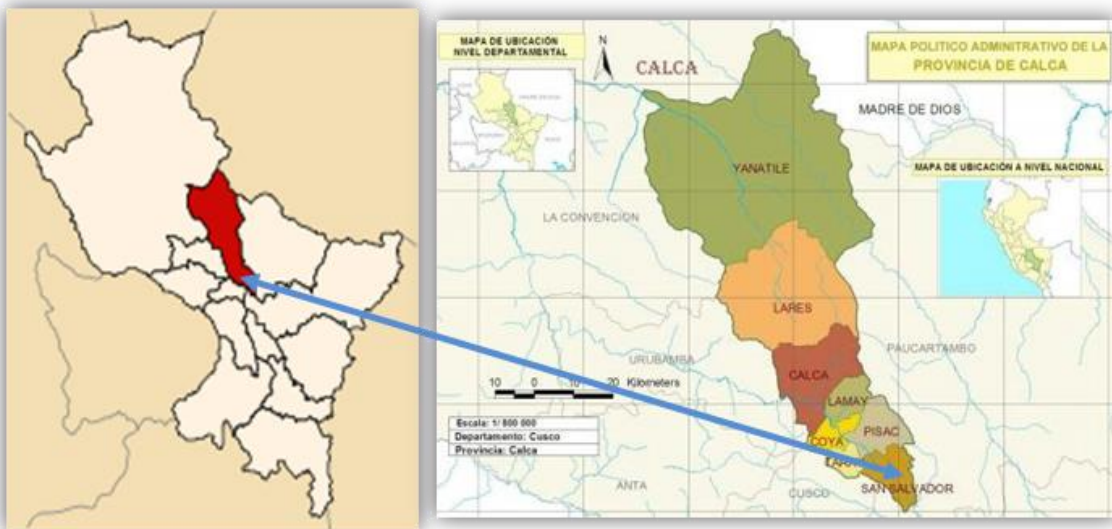 MAPA DE UBICACIÓN
NIVEL DEPARTAMENTAL
N
CALCA
MAPA POLITICO ADMINITRATIVO DE LA
PROVINCIA DE CALCA
MADRE DE DIOS
MAPA DE UBICACIÓN A NIVEL NACIONAL
YANATILE
LA CONVENCION
LARES
URUBAMBA
PAUCARTAMBO
CALCA
10 0 10 20 Kilometers
LAMAY
Escala: 1/ 800 000
Departamento: Cusco
Provincia: Calca
COYA
PISAC
SAN SALVADOR
ANTA
CUSCO